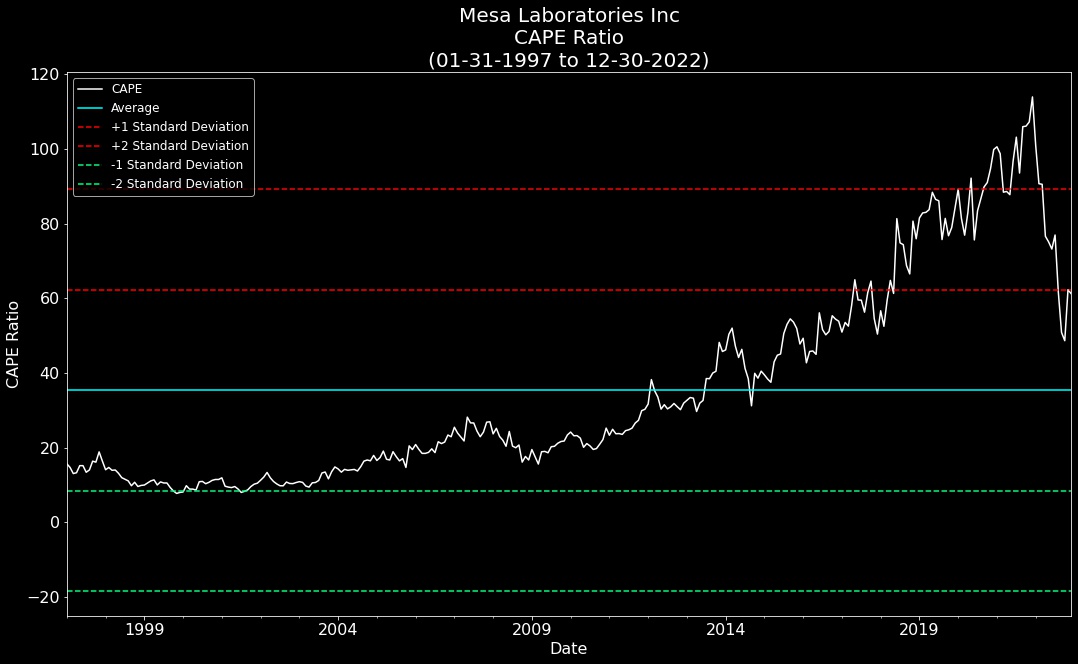 Mesa Laboratories Inc
CAPE Ratio
(01-31-1997 to 12-30-2022)
CAPE
Average
+1 Standard Deviation
+2 Standard Deviation
-1 Standard Deviation
-2 Standard Deviation
120
100
80
60
40
20
0
−20
CAPE Ratio
1999
2004
2009
2014
2019
Date